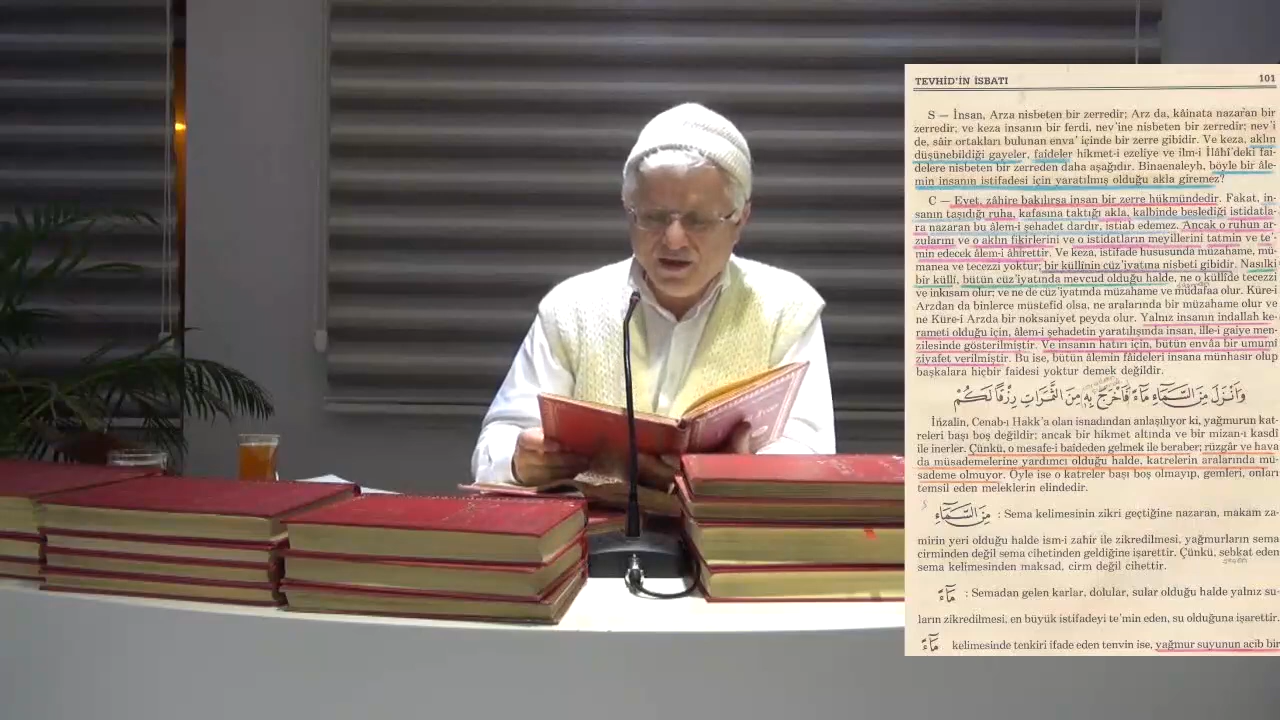 TEVHİD'İN İSBATI 101
S — İnsan, Arza nisbeten bir zerredir; Arz da, kâinata nazaran bir
zerredir, ve keza insanın bir ferdi, nev'ine nisbeten bir zerredir; nev'i
de, sâir ortakları bulunan enva' içinde bir zerre gibidir. Ve keza, aklın
düşünebildiği gayeler, faideler hikmet-i ezeliye ve ilm-i İlâhî'deki fai-
delere nisbeten bir zerreden daha aşağıdır. Binaenaleyh, böyle bir âle-
min insanın istifadesi için yaratılmış olduğu akla giremez?
C — Evet, zâhire bakılırsa insan bir zerre hükmündedir. Fakat, in-
sanın taşıdığı ruha, kafasına taktığı akla, kalbinde beslediği istidatla-
ra nazaran bu âlem-i şehadet dardır, istiab edemez. Ancak o ruhun ar-
zularını ve o aklın fikirlerini ve o istidatların meyillerini tatmin ve te'-
min edecek âlem-i âhirettir. Ve keza, istifade hususunda müzahame, mü-
manea ve tecezzi yoktur; bir küllînin cüz'iyatına nisbeti gibidir. Nasılki
bir küllî, bütün cüz'iyatında mevcud olduğu halde, ne o küllîde tecezzi
ve inkısam olur; ve ne de cüz'iyatında müzahame ve müdafaa olur. Küre-i
Arzdan da binlerce müstefid olsa, ne aralarında bir müzahame olur ve
ne Küre-i Arzda bir noksaniyet peyda olur. Yalnız insanın indallah ke-
rameti olduğu için, âlem-i şehadetin yaratılışında insan, ille-i gaiye men-
zilesinde gösterilmiştir. Ve insanın hatırı için, bütün envâa bir umumî
ziyafet verilmiştir. Bu ise, bütün âlemin fâideleri insana münhasır olup
başkalara hiçbir faidesi yoktur demek değildir.
وَاَنْزَلَ مِنَ السَّمَٓاءِ مَٓاءً فَاَخْرَجَ بِهِ مِنَ الثَّمَرَاتِ رِزْقًا لَكُمْ
İnzalin, Cenab-ı Hakk'a olan isnadından anlaşılıyor ki, yağmurun kat-
releri başı boş değildir; ancak bir hikmet altında ve bir mizan-ı kasdî
ile inerler. Çünkü, o mesafe-i baideden gelmek ile beraber; rüzgâr ve hava
da müsademelerine yardımcı olduğu halde, katrelerin aralarında mü-
sademe olmuyor. Öyle ise o katreler başı boş olmayıp, gemleri, onları
temsil eden meleklerin elindedir.
مِنَ السَّمَٓاءِ : Sema kelimesinin zikri geçtiğine nazaran, makam za-
mirin yeri olduğu halde ism-i zahir ile zikredilmesi, yağmurların sema
cirminden değil sema cihetinden geldiğine işarettir. Çünkü, sebkat eden
sema kelimesinden maksad, cirm değil cihettir.
مَٓاءً : Semadan gelen karlar, dolular, sular olduğu halde yalnız su-
ların zikredilmesi, en büyük istifadeyi te'min eden, su olduğuna işarettir.
مَٓاءً kelimesinde tenkiri ifade eden tenvin ise, yağmur suyunun acib bir